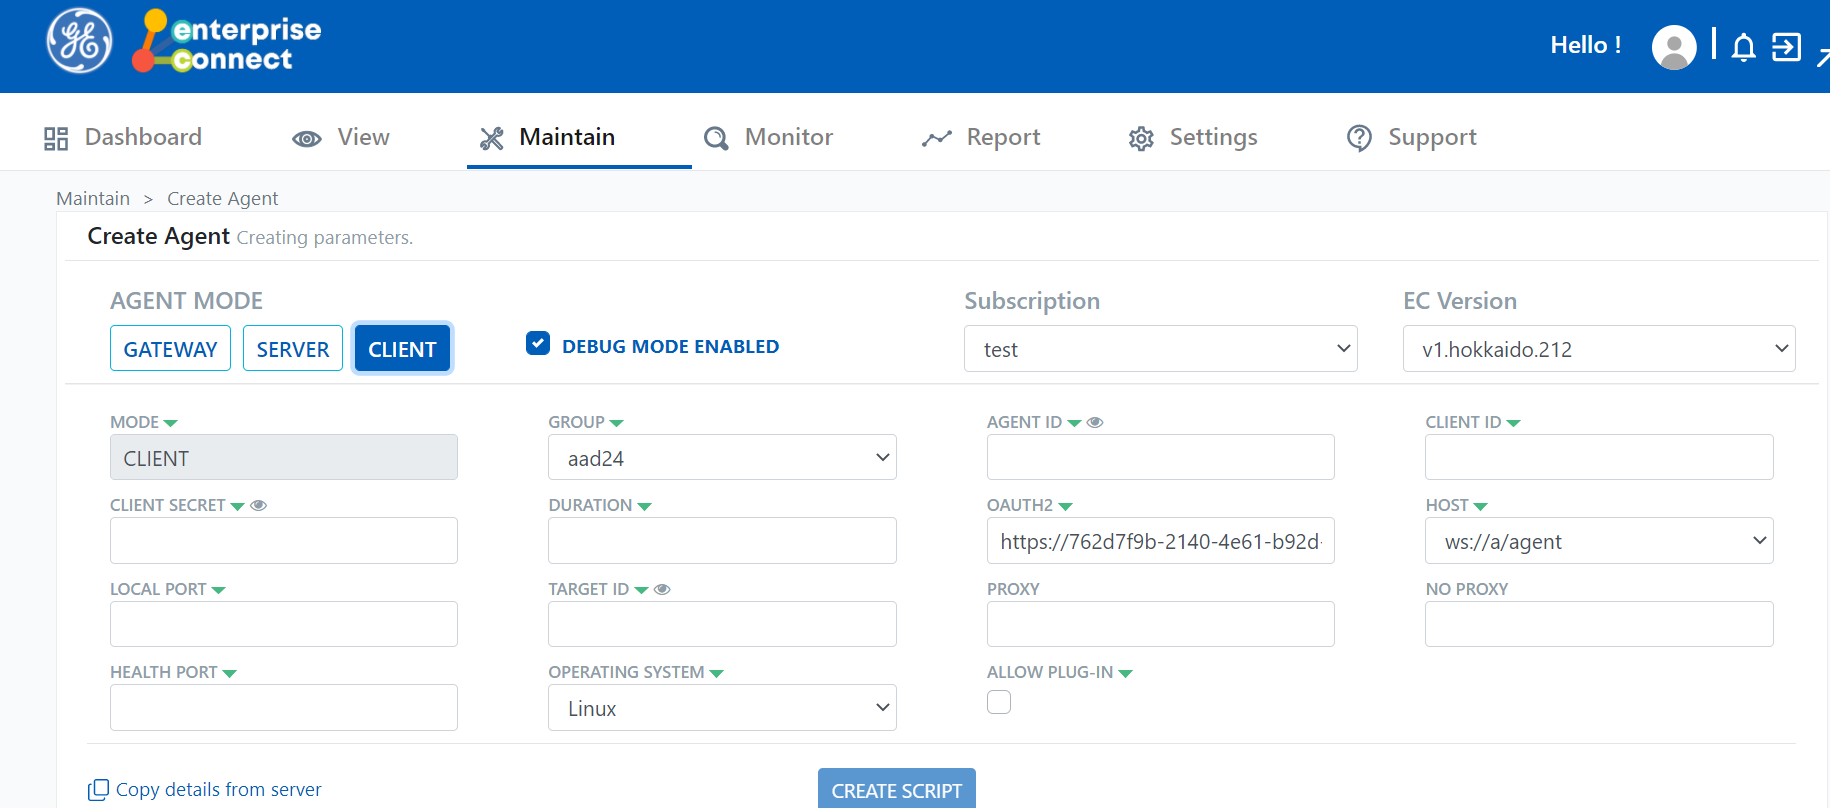 GE enterprise
connect
Hello !
Dashboard View Maintain Monitor Report Settings Support
Maintain > Create Agent
Create Agent Creating parameters.
AGENT MODE Subscription EC Version
GATEWAY SERVER CLIENT DEBUG MODE ENABLED test v1.hokkaido.212
MODE GROUP AGENT ID CLIENT ID
CLIENT aad24
CLIENT SECRET DURATION OAUTH2 HOST
https://762d7f9b-2140-4e61-b92d- ws://a/agent
LOCAL PORT TARGET ID PROXY NO PROXY
HEALTH PORT OPERATING SYSTEM ALLOW PLUG-IN
Linux
Copy details from server CREATE SCRIPT